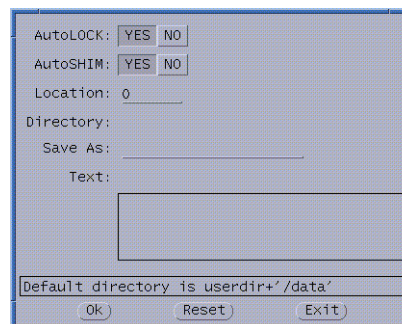 AutoLOCK: YES NO
AutoSHIM: YES NO
Location: 0
Directory:
Save As:
Text:
Default directory is userdir+'/data'
Ok Reset Exit